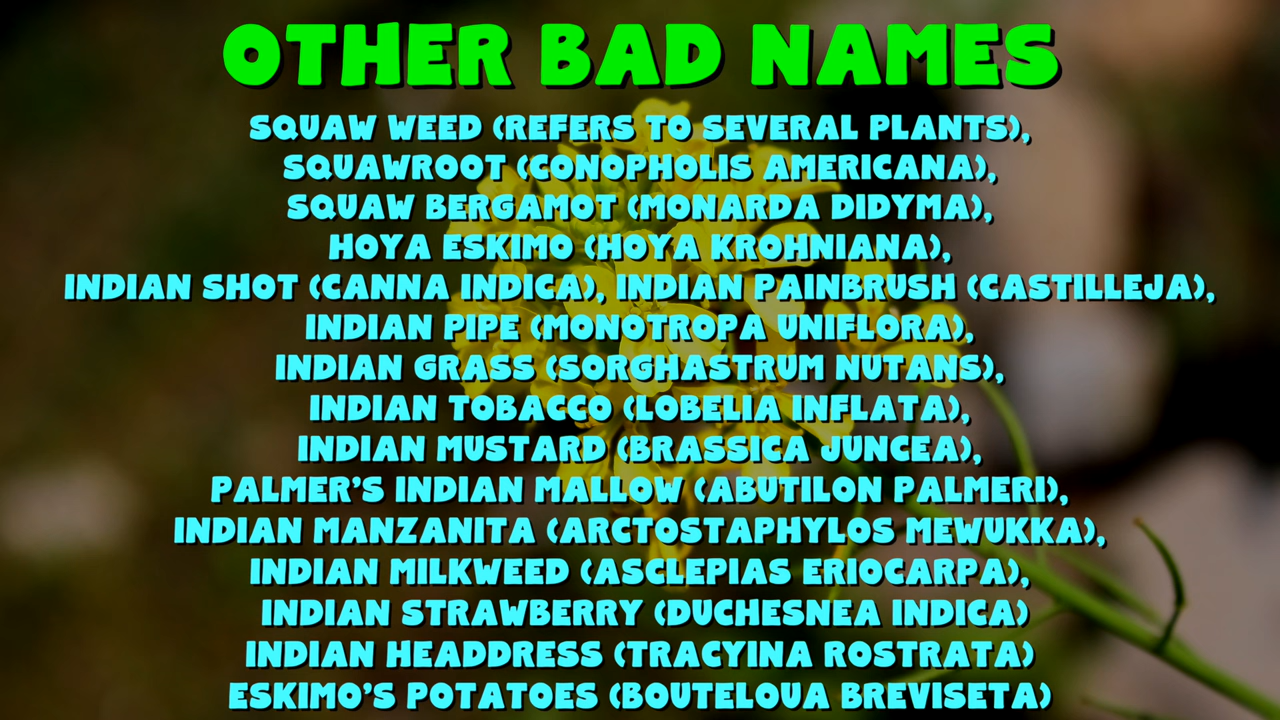 OTHER BAD NAMES
SQUAW WEED (REFERS TO SEVERAL PLANTS),
SQUAWROOT (CONOPHOLIS AMERICANA),
SQUAW BERGAMOT (MONARDA DIDYMA),
HOYA ESKIMO (HOYA KROHNIANA),
INDIAN SHOT (CANNA INDICA), INDIAN PAINBRUSH (CASTILLEJA),
INDIAN PIPE (MONOTROPA UNIFLORA),
INDIAN GRASS (SORGHASTRUM NUTANS),
INDIAN TOBACCO (LOBELIA INFLATA),
INDIAN MUSTARD (BRASSICA JUNCEA),
PALMER'S INDIAN MALLOW (ABUTILON PALMERI),
INDIAN MANZANITA (ARCTOSTAPHYLOS MEWUKKA),
INDIAN MILKWEED (ASCLEPIAS ERIOCARPA),
INDIAN STRAWBERRY (DUCHESNEA INDICA)
INDIAN HEADDRESS (TRACYINA ROSTRATA)
ESKIMO'S POTATOES (BOUTELOUA BREVISETA)